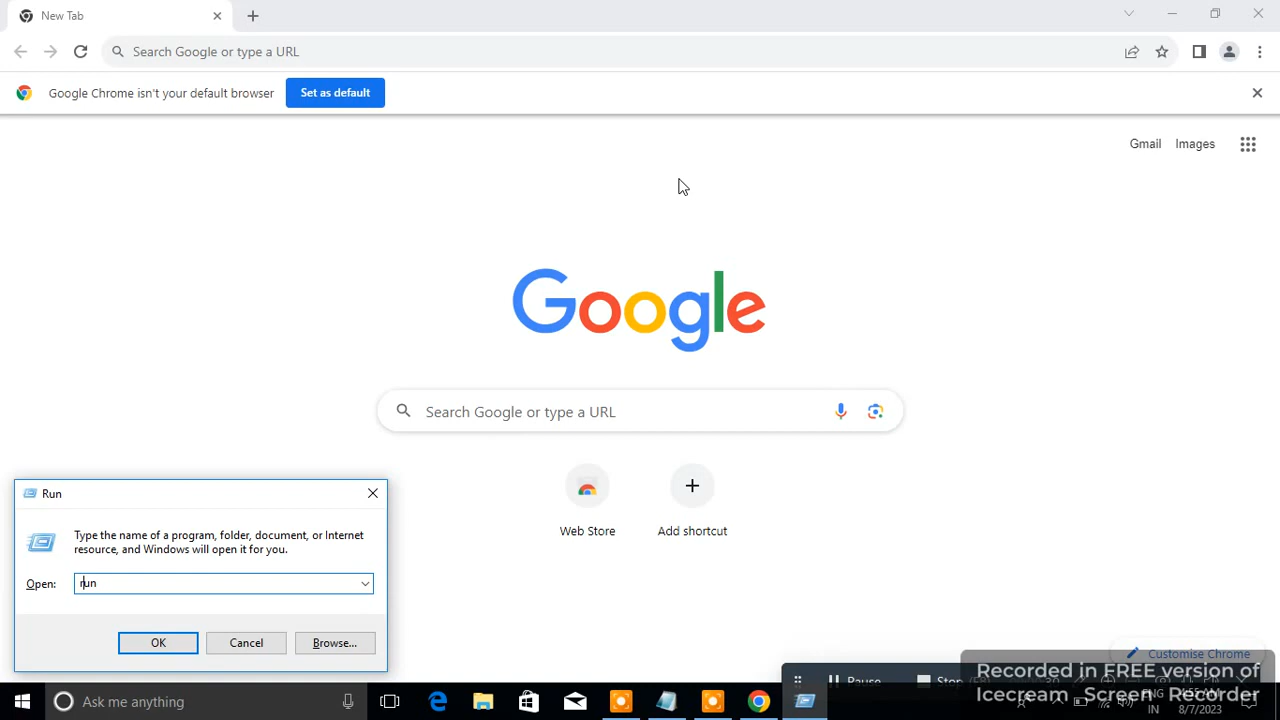 New Tab
Search Google or type a URL
Google Chrome isn't your default browser
Set as default
Gmail Images
Google
Search Google or type a URL
Web Store
Add shortcut
Run
Type the name of a program, folder, document, or Internet
resource, and Windows will open it for you.
Open:
run
OK
Cancel
Browse...
Customise Chrome
Pause
Recorded in FREE version of
Icecream Screen Recorder
Ask me anything
ENG
IN
8/7/2023